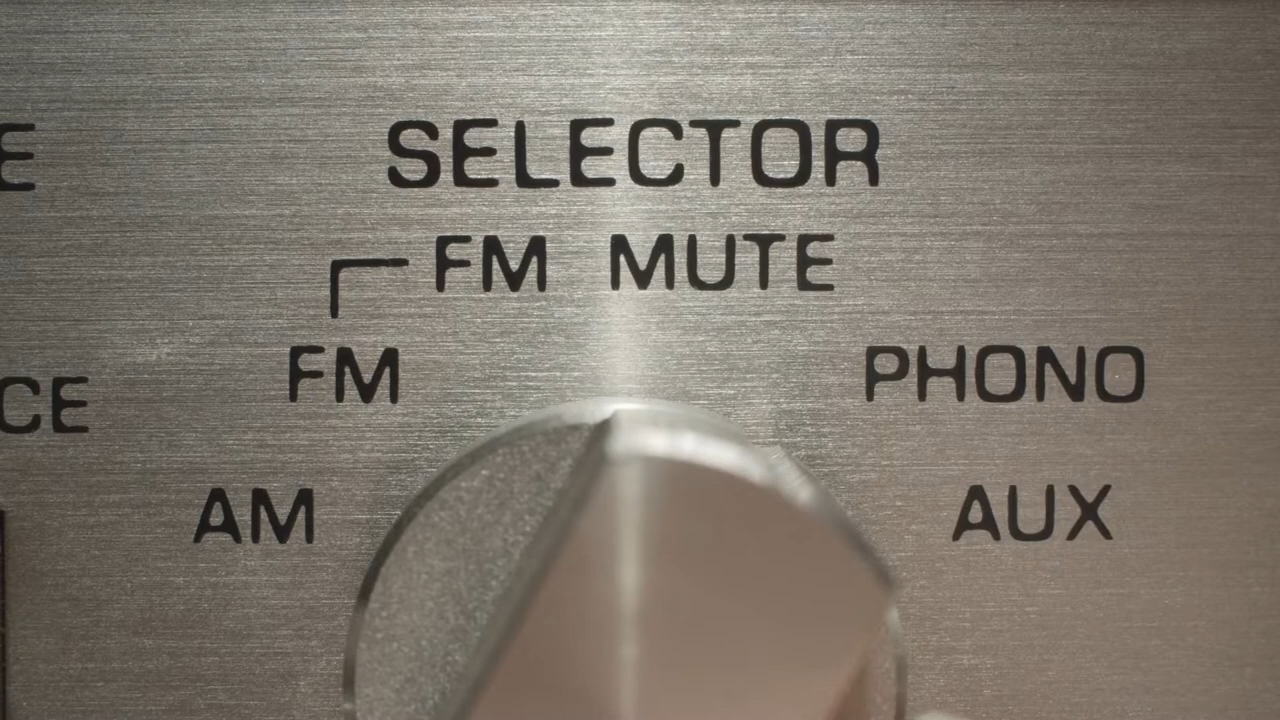 SELECTOR
FM MUTE
FM
PHONO
AM
AUX